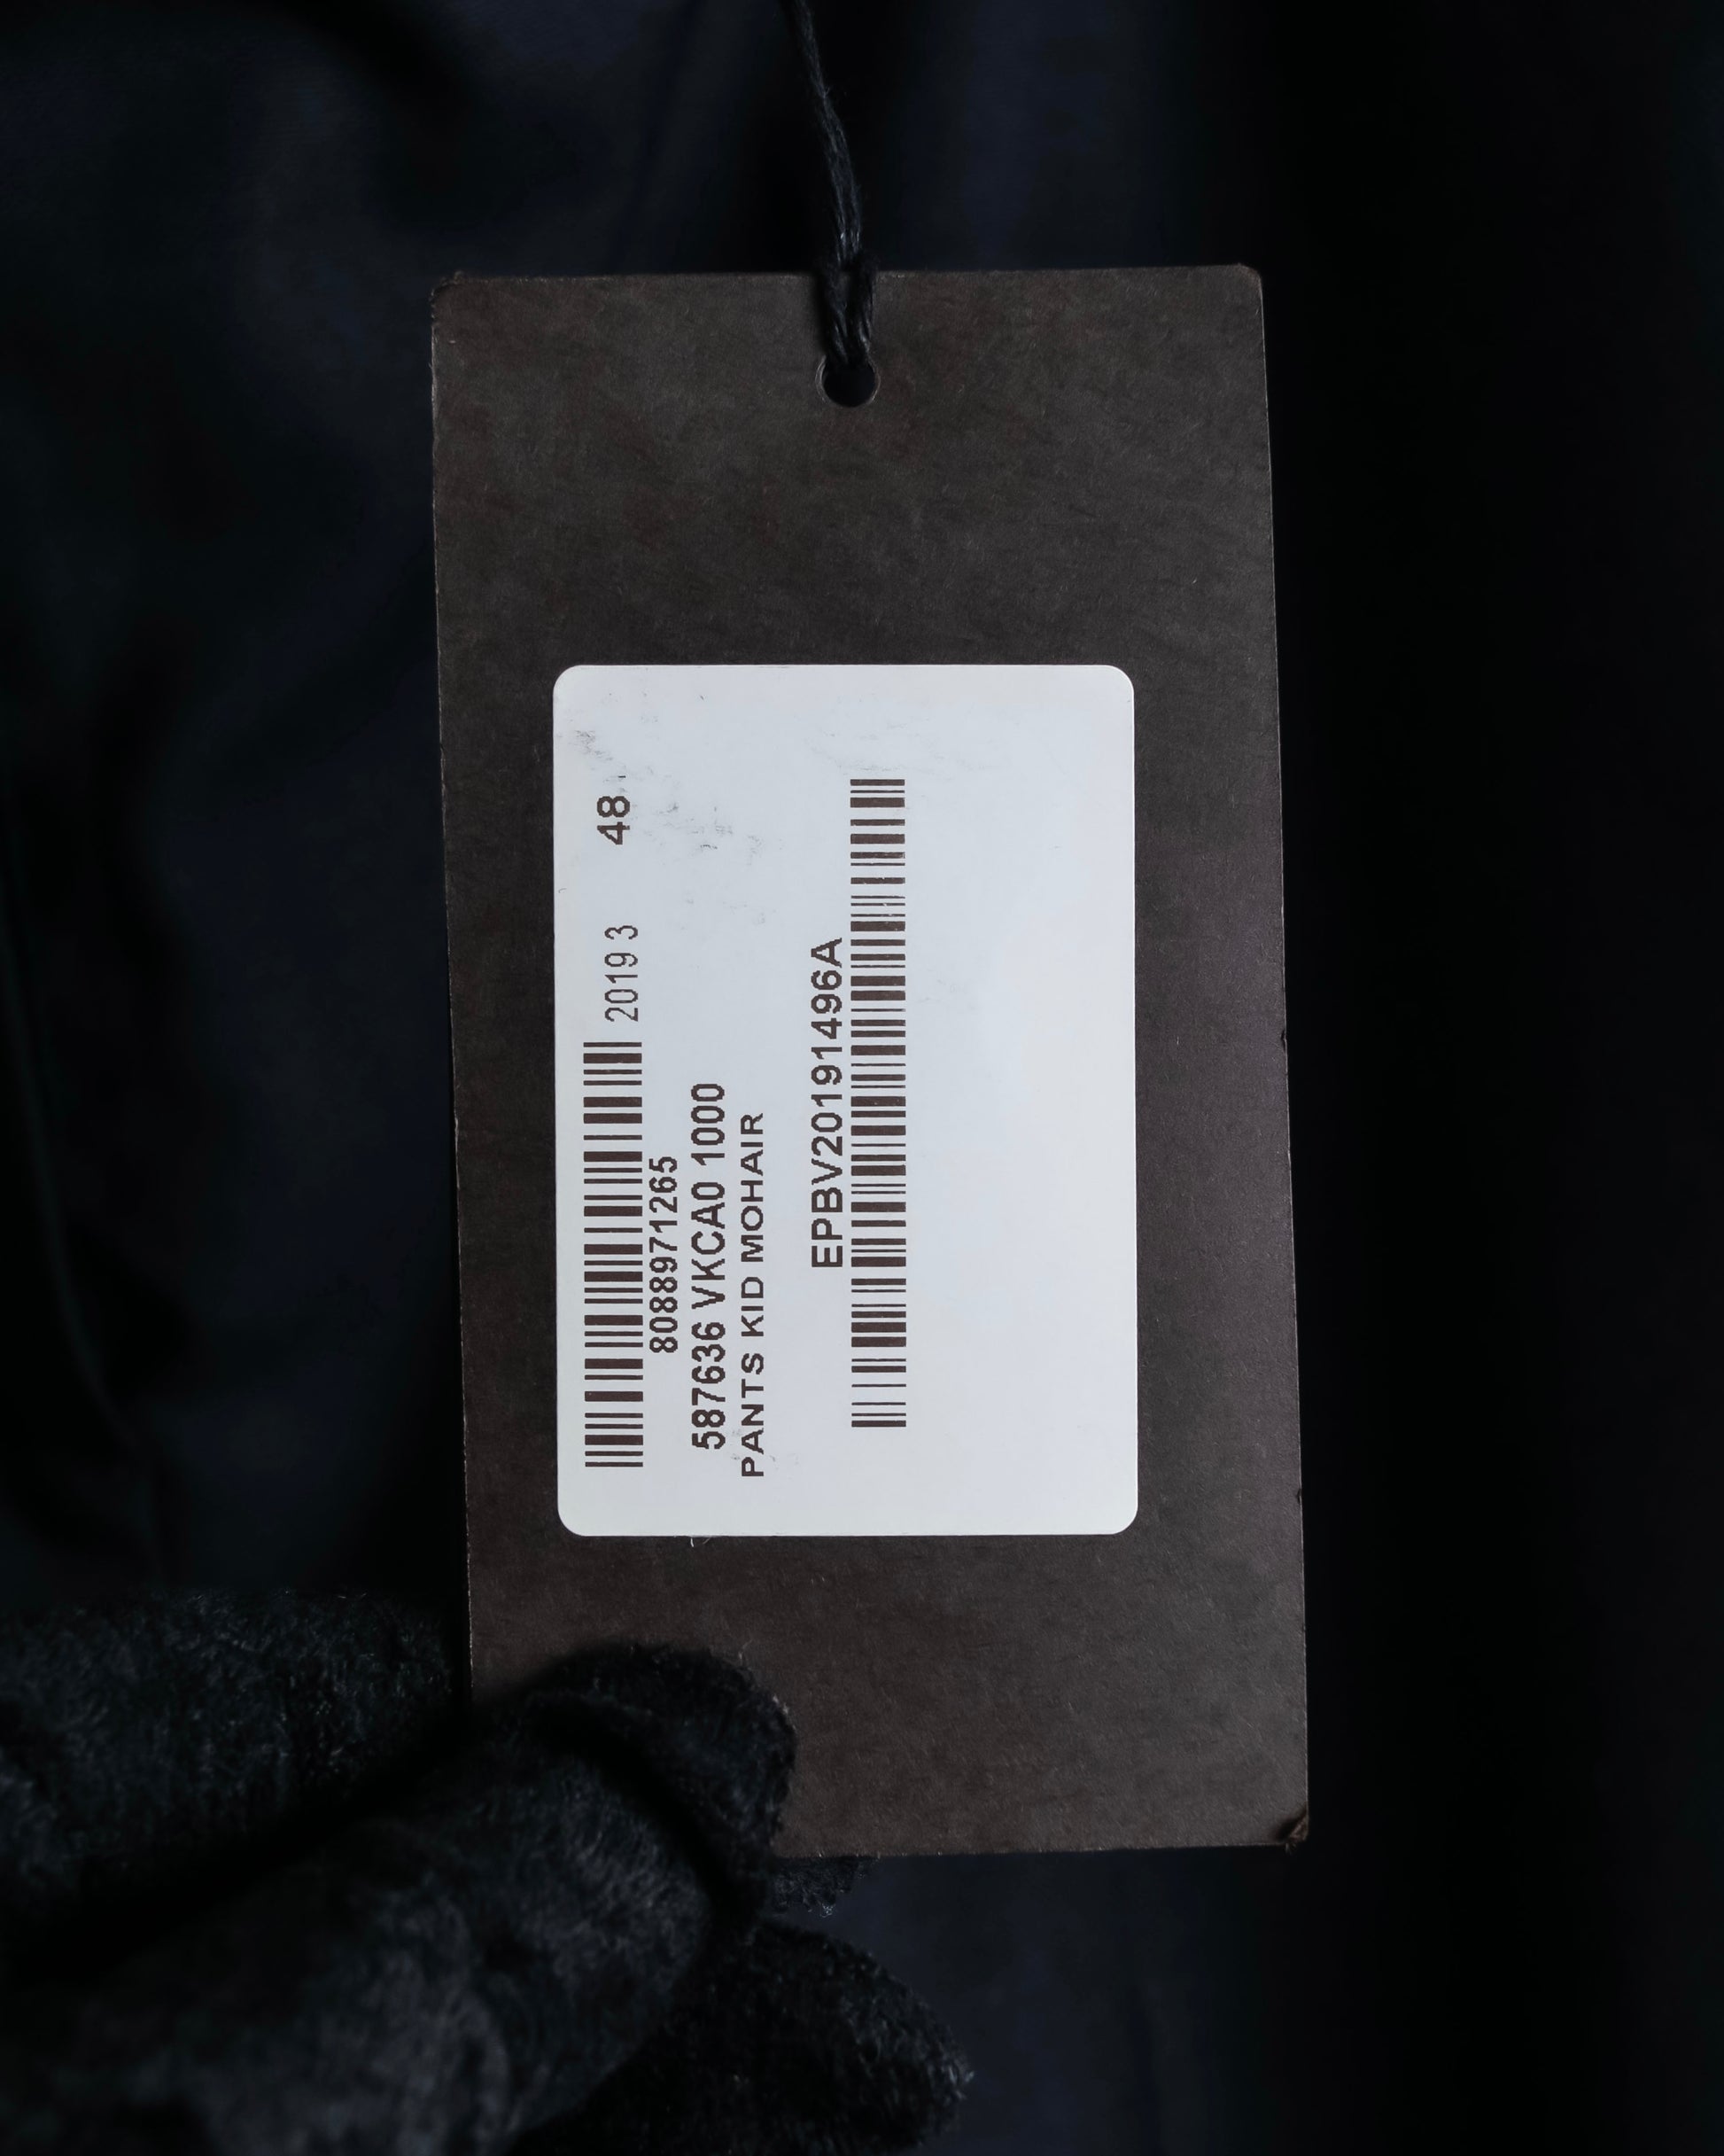 2019 3 48
8088971265
587636 VKCA0 1000
PANTS KID MOHAIR
EPBV20191496A